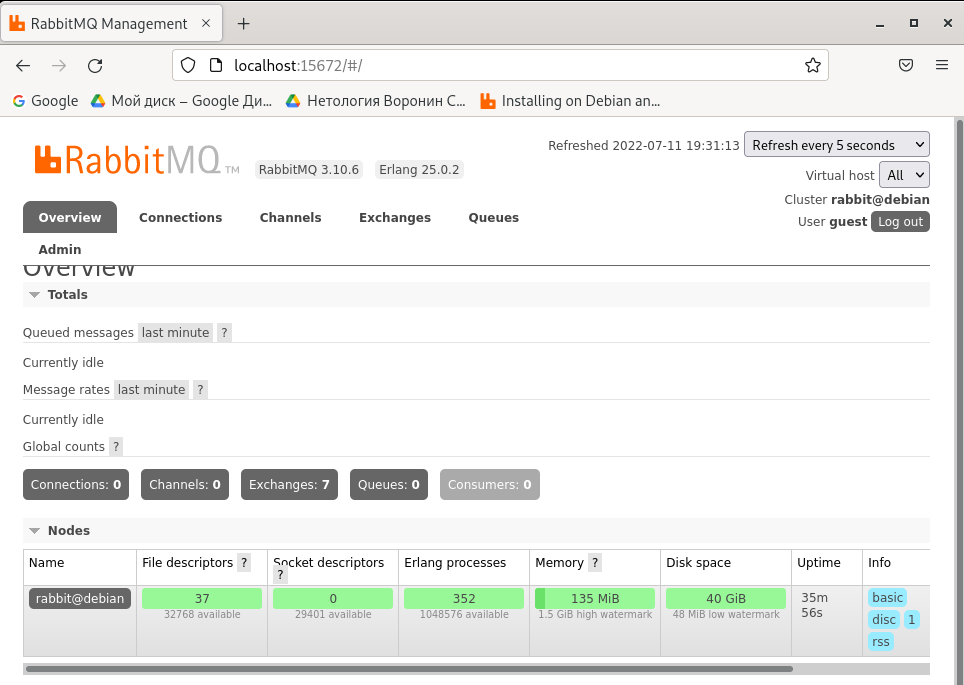 RabbitMQ Management
localhost:15672/#/
Google Мой диск – Google Ди... Нетология Воронин С... Installing on Debian an...
RabbitMQ TM RabbitMQ 3.10.6 Erlang 25.0.2
Refreshed 2022-07-11 19:31:13 Refresh every 5 seconds
Virtual host All
Cluster rabbit@debian
User guest Log out
Overview Connections Channels Exchanges Queues
Admin
Overview
Totals
Queued messages last minute ?
Currently idle
Message rates last minute ?
Currently idle
Global counts ?
Connections: 0 Channels: 0 Exchanges: 7 Queues: 0 Consumers: 0
Nodes
Name File descriptors ? Socket descriptors ? Erlang processes Memory ? Disk space Uptime Info
rabbit@debian 37 0 352 135 MiB 40 GiB 35m 56s basic disc 1 rss
32768 available 29401 available 1048576 available 1.5 GiB high watermark 48 MiB low watermark